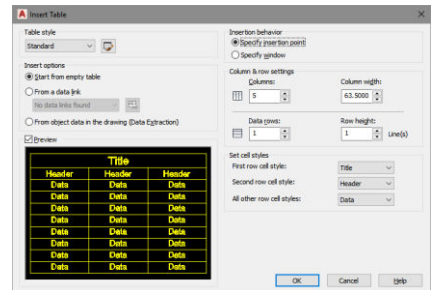 Insert Table
Table style
Standard
Insert options
Start from empty table
From a data link
No data links found
From object data in the drawing (Data Extraction)
Preview
Title
Header Header Header
Data Data Data
Data Data Data
Data Data Data
Data Data Data
Data Data Data
Data Data Data
Data Data Data
Data Data Data
Insertion behavior
Specify insertion point
Specify window
Column & row settings
Columns: Column width:
5 63.5000
Data rows: Row height:
1 1 Line(s)
Set cell styles
First row cell style: Title
Second row cell style: Header
All other row cell styles: Data
OK Cancel Help